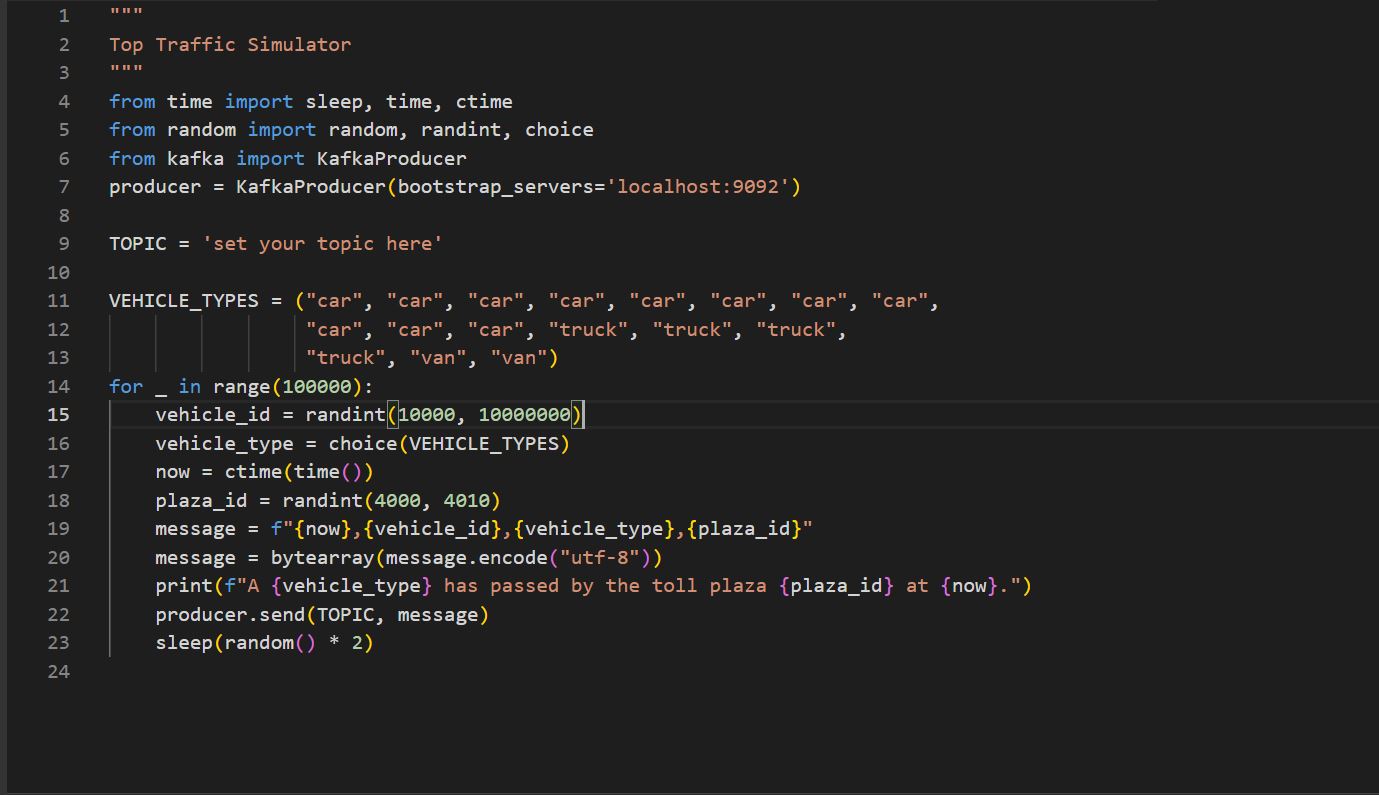 1 """
2 Top Traffic Simulator
3 """
4 from time import sleep, time, ctime
5 from random import random, randint, choice
6 from kafka import KafkaProducer
7 producer = KafkaProducer(bootstrap_servers='localhost:9092')
8
9 TOPIC = 'set your topic here'
10
11 VEHICLE_TYPES = ("car", "car", "car", "car", "car", "car", "car", "car",
12                  "car", "car", "car", "truck", "truck", "truck",
13                  "truck", "van", "van")
14 for _ in range(100000):
15     vehicle_id = randint(10000, 10000000)
16     vehicle_type = choice(VEHICLE_TYPES)
17     now = ctime(time())
18     plaza_id = randint(4000, 4010)
19     message = f"{now},{vehicle_id},{vehicle_type},{plaza_id}"
20     message = bytearray(message.encode("utf-8"))
21     print(f"A {vehicle_type} has passed by the toll plaza {plaza_id} at {now}.")
22     producer.send(TOPIC, message)
23     sleep(random() * 2)
24